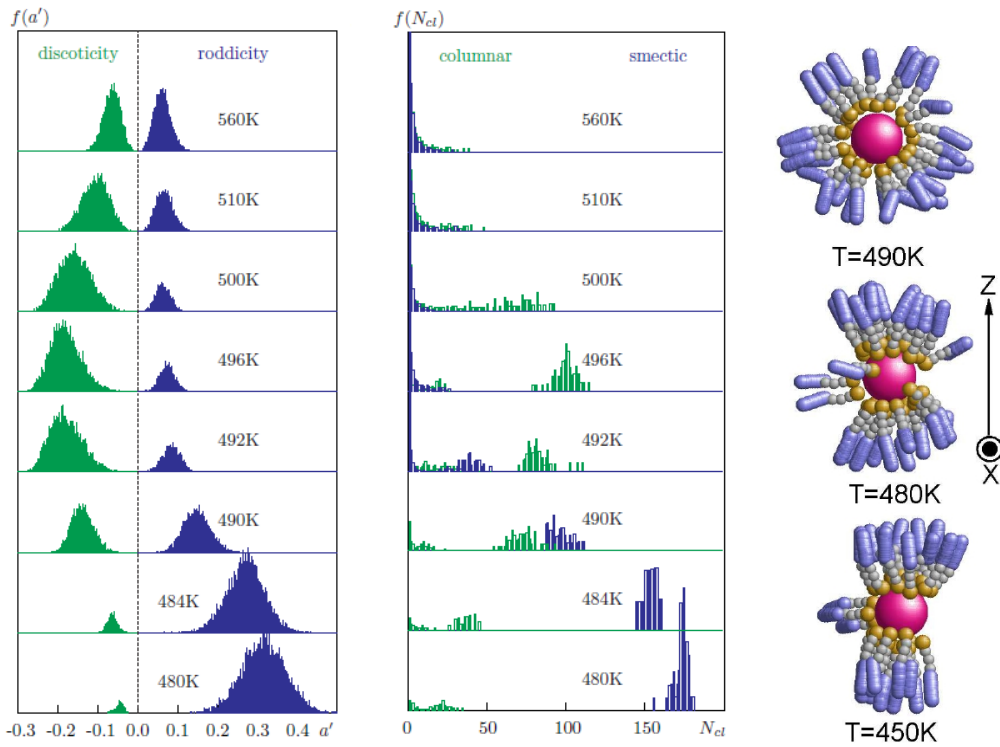 f(a′)
discoticity roddicity
560K
510K
500K
496K
492K
490K
484K
480K
-0.3 -0.2 -0.1 0.0 0.1 0.2 0.3 0.4 a′
f(N_cl)
columnar smectic
560K
510K
500K
496K
492K
490K
484K
480K
0 50 100 150 N_cl
T=490K
Z
X
T=480K
T=450K